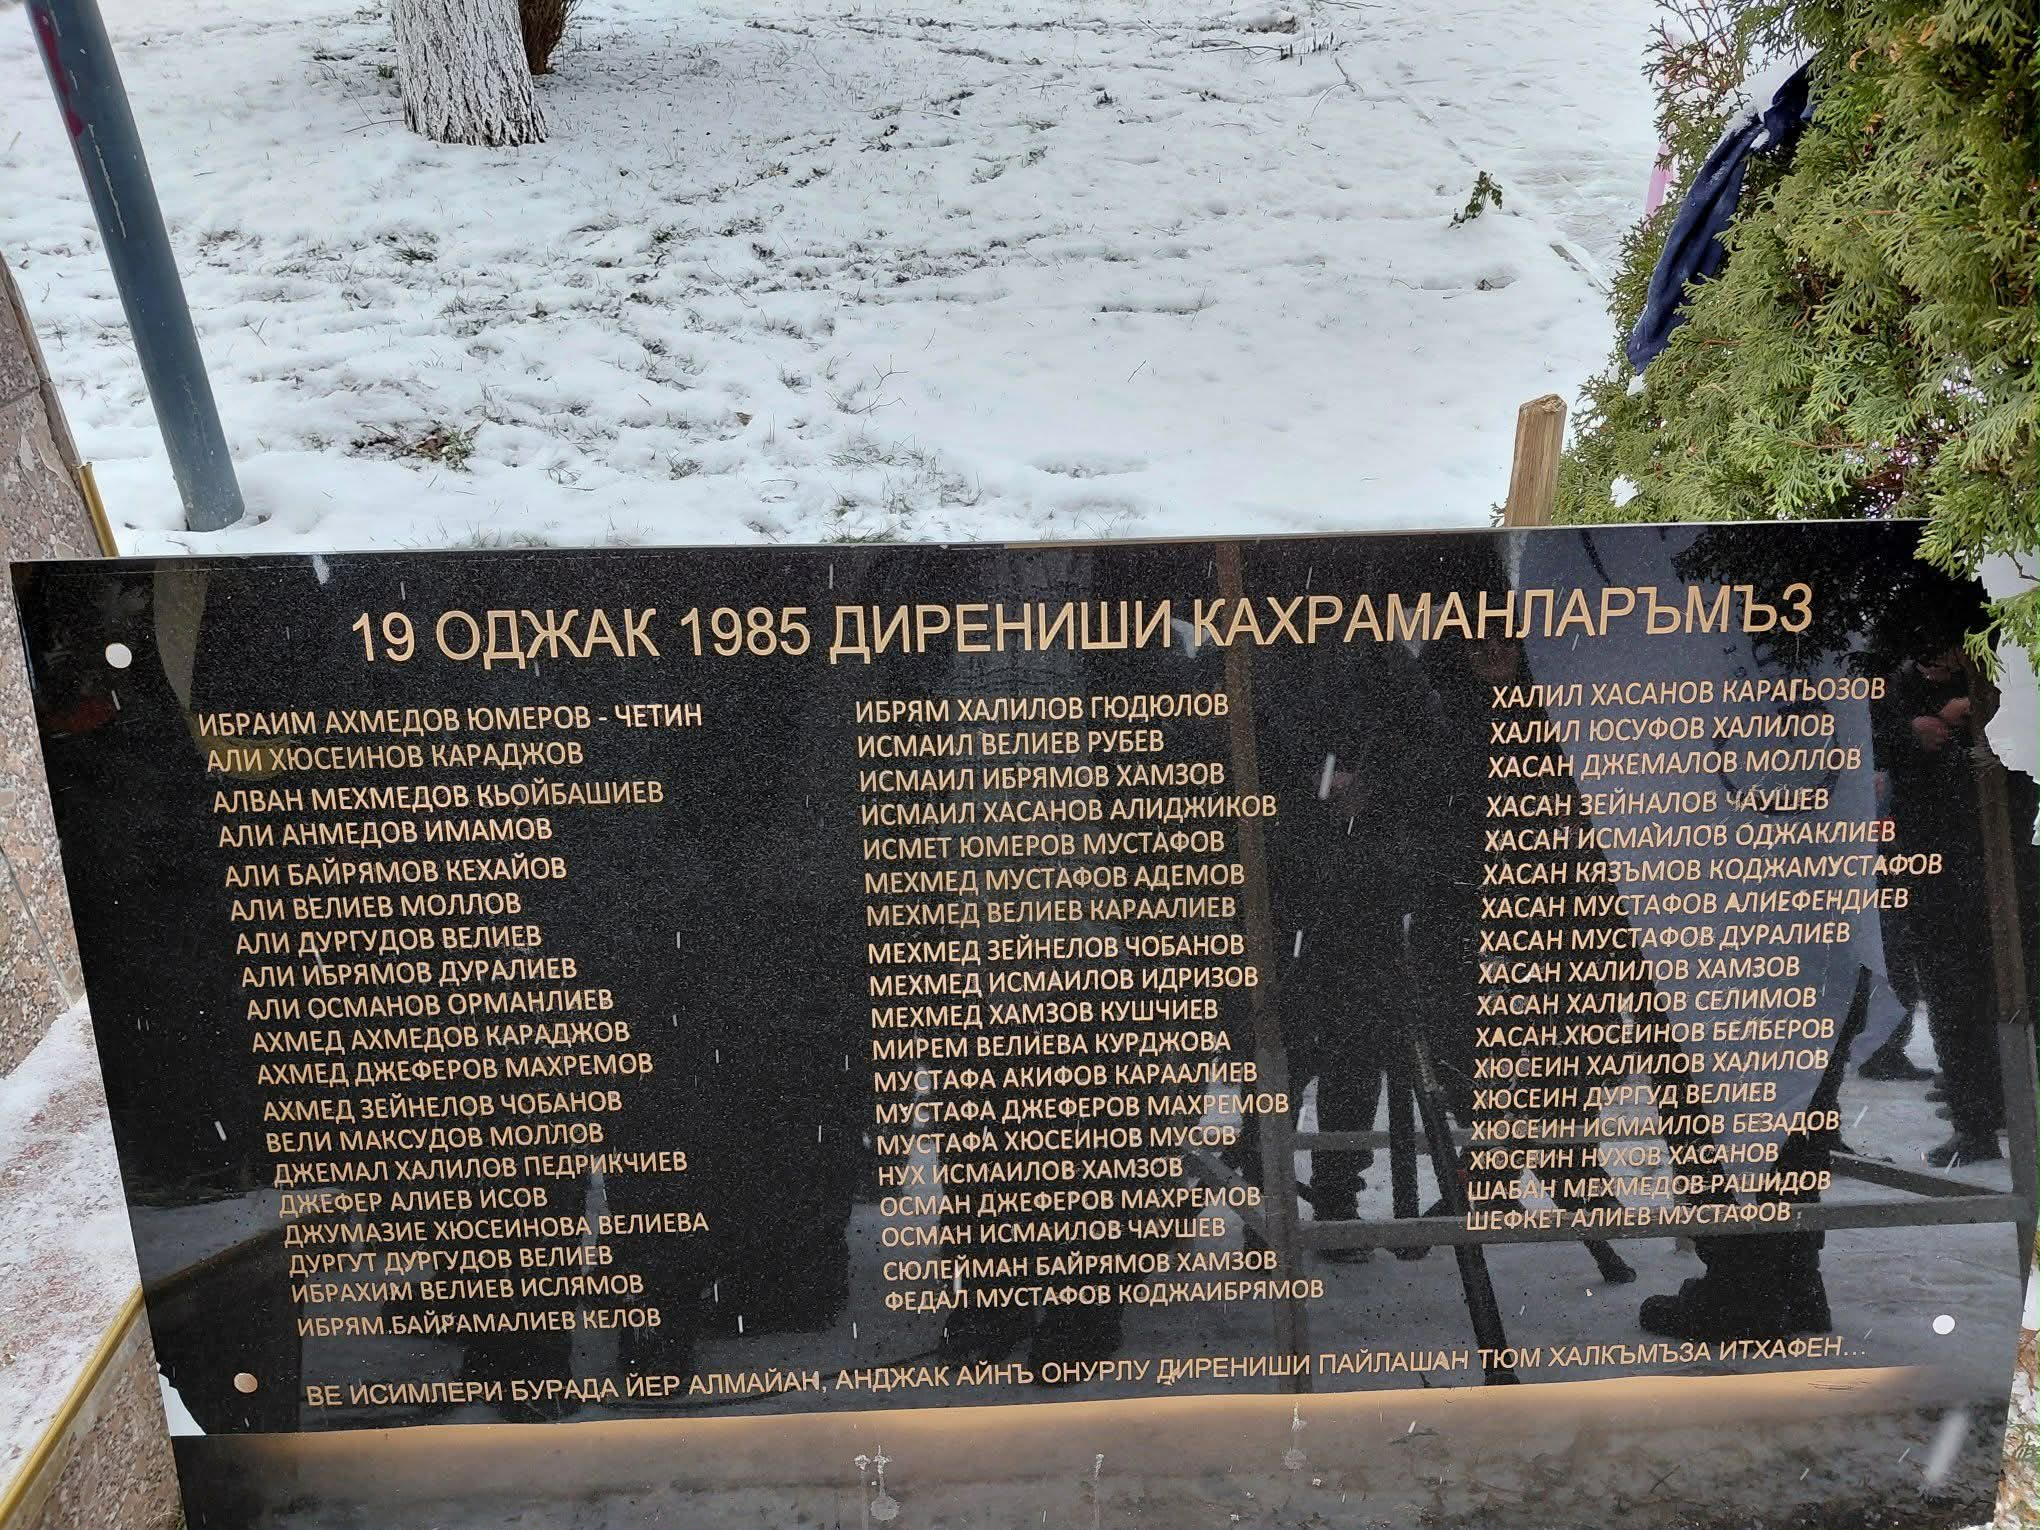 19 ОДЖАК 1985 ДИРЕНИШИ КАХРАМАНЛАРЪМЪЗ
ИБРАИМ АХМЕДОВ ЮМЕРОВ - ЧЕТИН
АЛИ ХЮСЕИНОВ КАРАДЖОВ
АЛВАН МЕХМЕДОВ КЬОЙБАШИЕВ
АЛИ АНМЕДОВ ИМАМОВ
АЛИ БАЙРЯМОВ КЕХАЙОВ
АЛИ ВЕЛИЕВ МОЛЛОВ
АЛИ ДУРГУДОВ ВЕЛИЕВ
АЛИ ИБРЯМОВ ДУРАЛИЕВ
АЛИ ОСМАНОВ ОРМАНЛИЕВ
АХМЕД АХМЕДОВ КАРАДЖОВ
АХМЕД ДЖЕФЕРОВ МАХРЕМОВ
АХМЕД ЗЕЙНЕЛОВ ЧОБАНОВ
ВЕЛИ МАКСУДОВ МОЛЛОВ
ДЖЕМАЛ ХАЛИЛОВ ПЕДРИКЧИЕВ
ДЖЕФЕР АЛИЕВ ИСОВ
ДЖУМАЗИЕ ХЮСЕИНОВА ВЕЛИЕВА
ДУРГУТ ДУРГУДОВ ВЕЛИЕВ
ИБРАХИМ ВЕЛИЕВ ИСЛЯМОВ
ИБРЯМ БАЙРАМАЛИЕВ КЕЛОВ
ИБРЯМ ХАЛИЛОВ ГЮДЮЛОВ
ИСМАИЛ ВЕЛИЕВ РУБЕВ
ИСМАИЛ ИБРЯМОВ ХАМЗОВ
ИСМАИЛ ХАСАНОВ АЛИДЖИКОВ
ИСМЕТ ЮМЕРОВ МУСТАФОВ
МЕХМЕД МУСТАФОВ АДЕМОВ
МЕХМЕД ВЕЛИЕВ КАРААЛИЕВ
МЕХМЕД ЗЕЙНЕЛОВ ЧОБАНОВ
МЕХМЕД ИСМАИЛОВ ИДРИЗОВ
МЕХМЕД ХАМЗОВ КУШЧИЕВ
МИРЕМ ВЕЛИЕВА КУРДЖОВА
МУСТАФА АКИФОВ КАРААЛИЕВ
МУСТАФА ДЖЕФЕРОВ МАХРЕМОВ
МУСТАФА ХЮСЕИНОВ МУСОВ
НУХ ИСМАИЛОВ ХАМЗОВ
ОСМАН ДЖЕФЕРОВ МАХРЕМОВ
ОСМАН ИСМАИЛОВ ЧАУШЕВ
СЮЛЕЙМАН БАЙРЯМОВ ХАМЗОВ
ФЕДАЛ МУСТАФОВ КОДЖАИБРЯМОВ
ХАЛИЛ ХАСАНОВ КАРАГЬОЗОВ
ХАЛИЛ ЮСУФОВ ХАЛИЛОВ
ХАСАН ДЖЕМАЛОВ МОЛЛОВ
ХАСАН ЗЕЙНАЛОВ ЧАУШЕВ
ХАСАН ИСМАИЛОВ ОДЖАКЛИЕВ
ХАСАН КЯЗЪМОВ КОДЖАМУСТАФОВ
ХАСАН МУСТАФОВ АЛИЕФЕНДИЕВ
ХАСАН МУСТАФОВ ДУРАЛИЕВ
ХАСАН ХАЛИЛОВ ХАМЗОВ
ХАСАН ХАЛИЛОВ СЕЛИМОВ
ХАСАН ХЮСЕИНОВ БЕЛБЕРОВ
ХЮСЕИН ХАЛИЛОВ ХАЛИЛОВ
ХЮСЕИН ДУРГУД ВЕЛИЕВ
ХЮСЕИН ИСМАИЛОВ БЕЗАДОВ
ХЮСЕИН НУХОВ ХАСАНОВ
ШАБАН МЕХМЕДОВ РАШИДОВ
ШЕФКЕТ АЛИЕВ МУСТАФОВ
ВЕ ИСИМЛЕРИ БУРАДА ЙЕР АЛМАЙАН, АНДЖАК АЙНЪ ОНУРЛУ ДИРЕНИШИ ПАЙЛАШАН ТЮМ ХАЛКЪМЪЗА ИТХАФЕН...